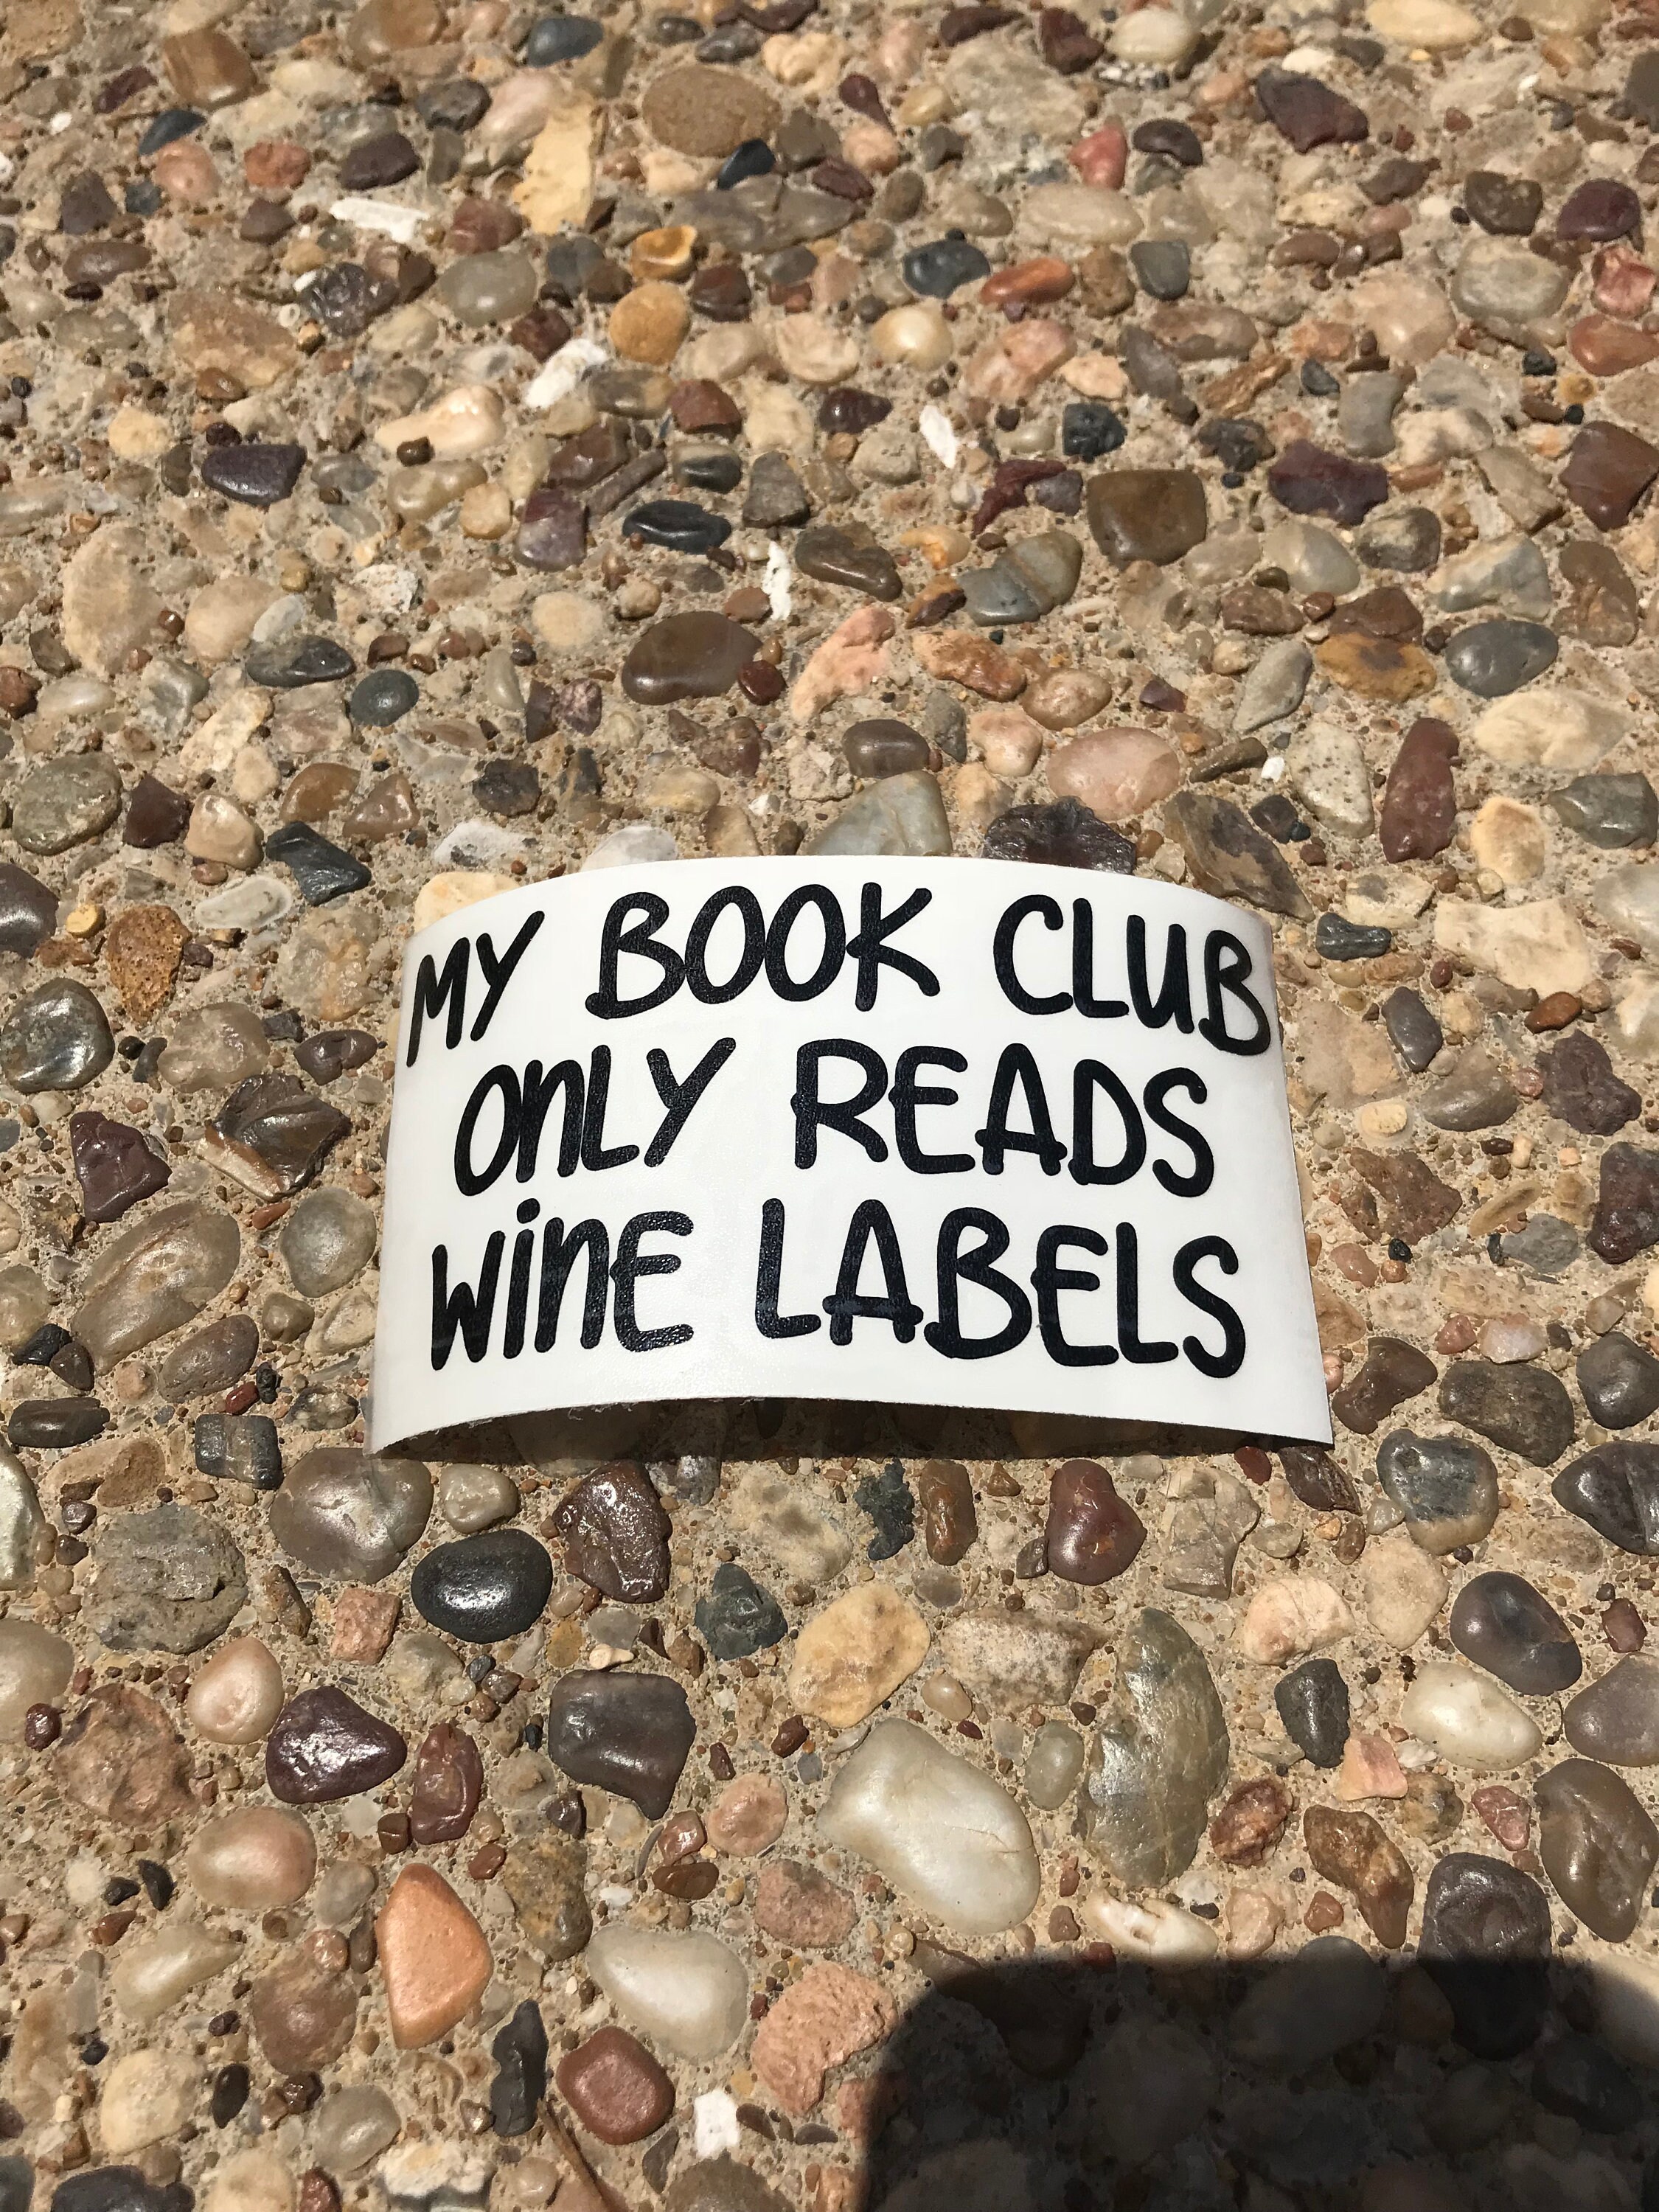 MY BOOK CLUB
OnLY READS
WinE LABELS